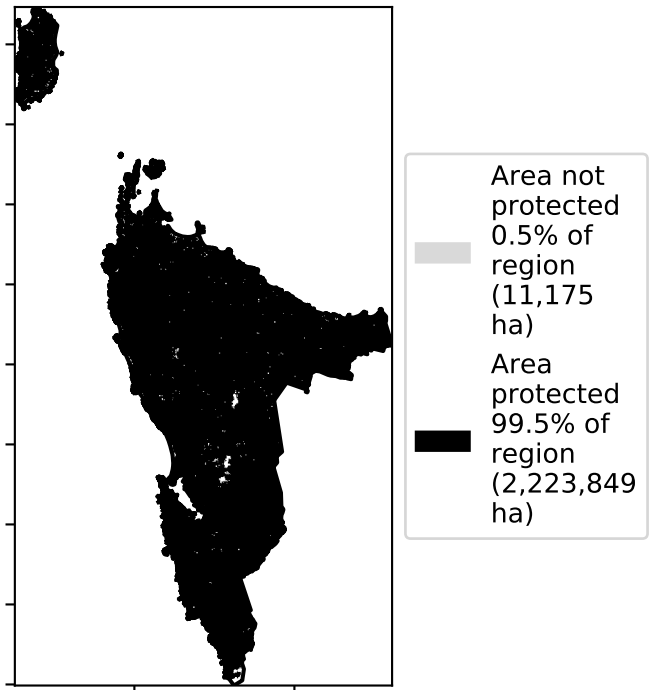 Area not
protected
0.5% of
region
(11,175
ha)
Area
protected
99.5% of
region
(2,223,849
ha)